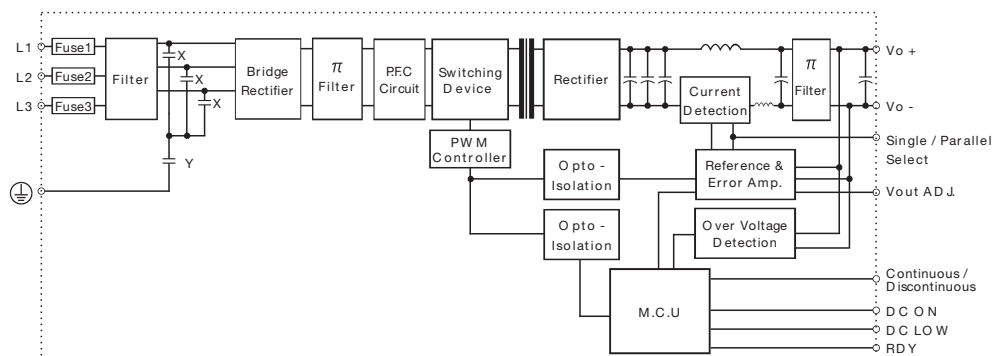 L1
Fuse1
L2
Fuse2
L3
Fuse3
Filter
X
X
X
Y
Bridge
Rectifier
π
Filter
P.F.C
Circuit
Switching
Device
PWM
Controller
Rectifier
Current
Detection
π
Filter
Vo +
Vo -
Single / Parallel
Select
Opto -
Isolation
Reference &
Error Amp.
Vout ADJ.
Opto -
Isolation
Over Voltage
Detection
M.C.U
Continuous /
Discontinuous
DC ON
DC LOW
RDY